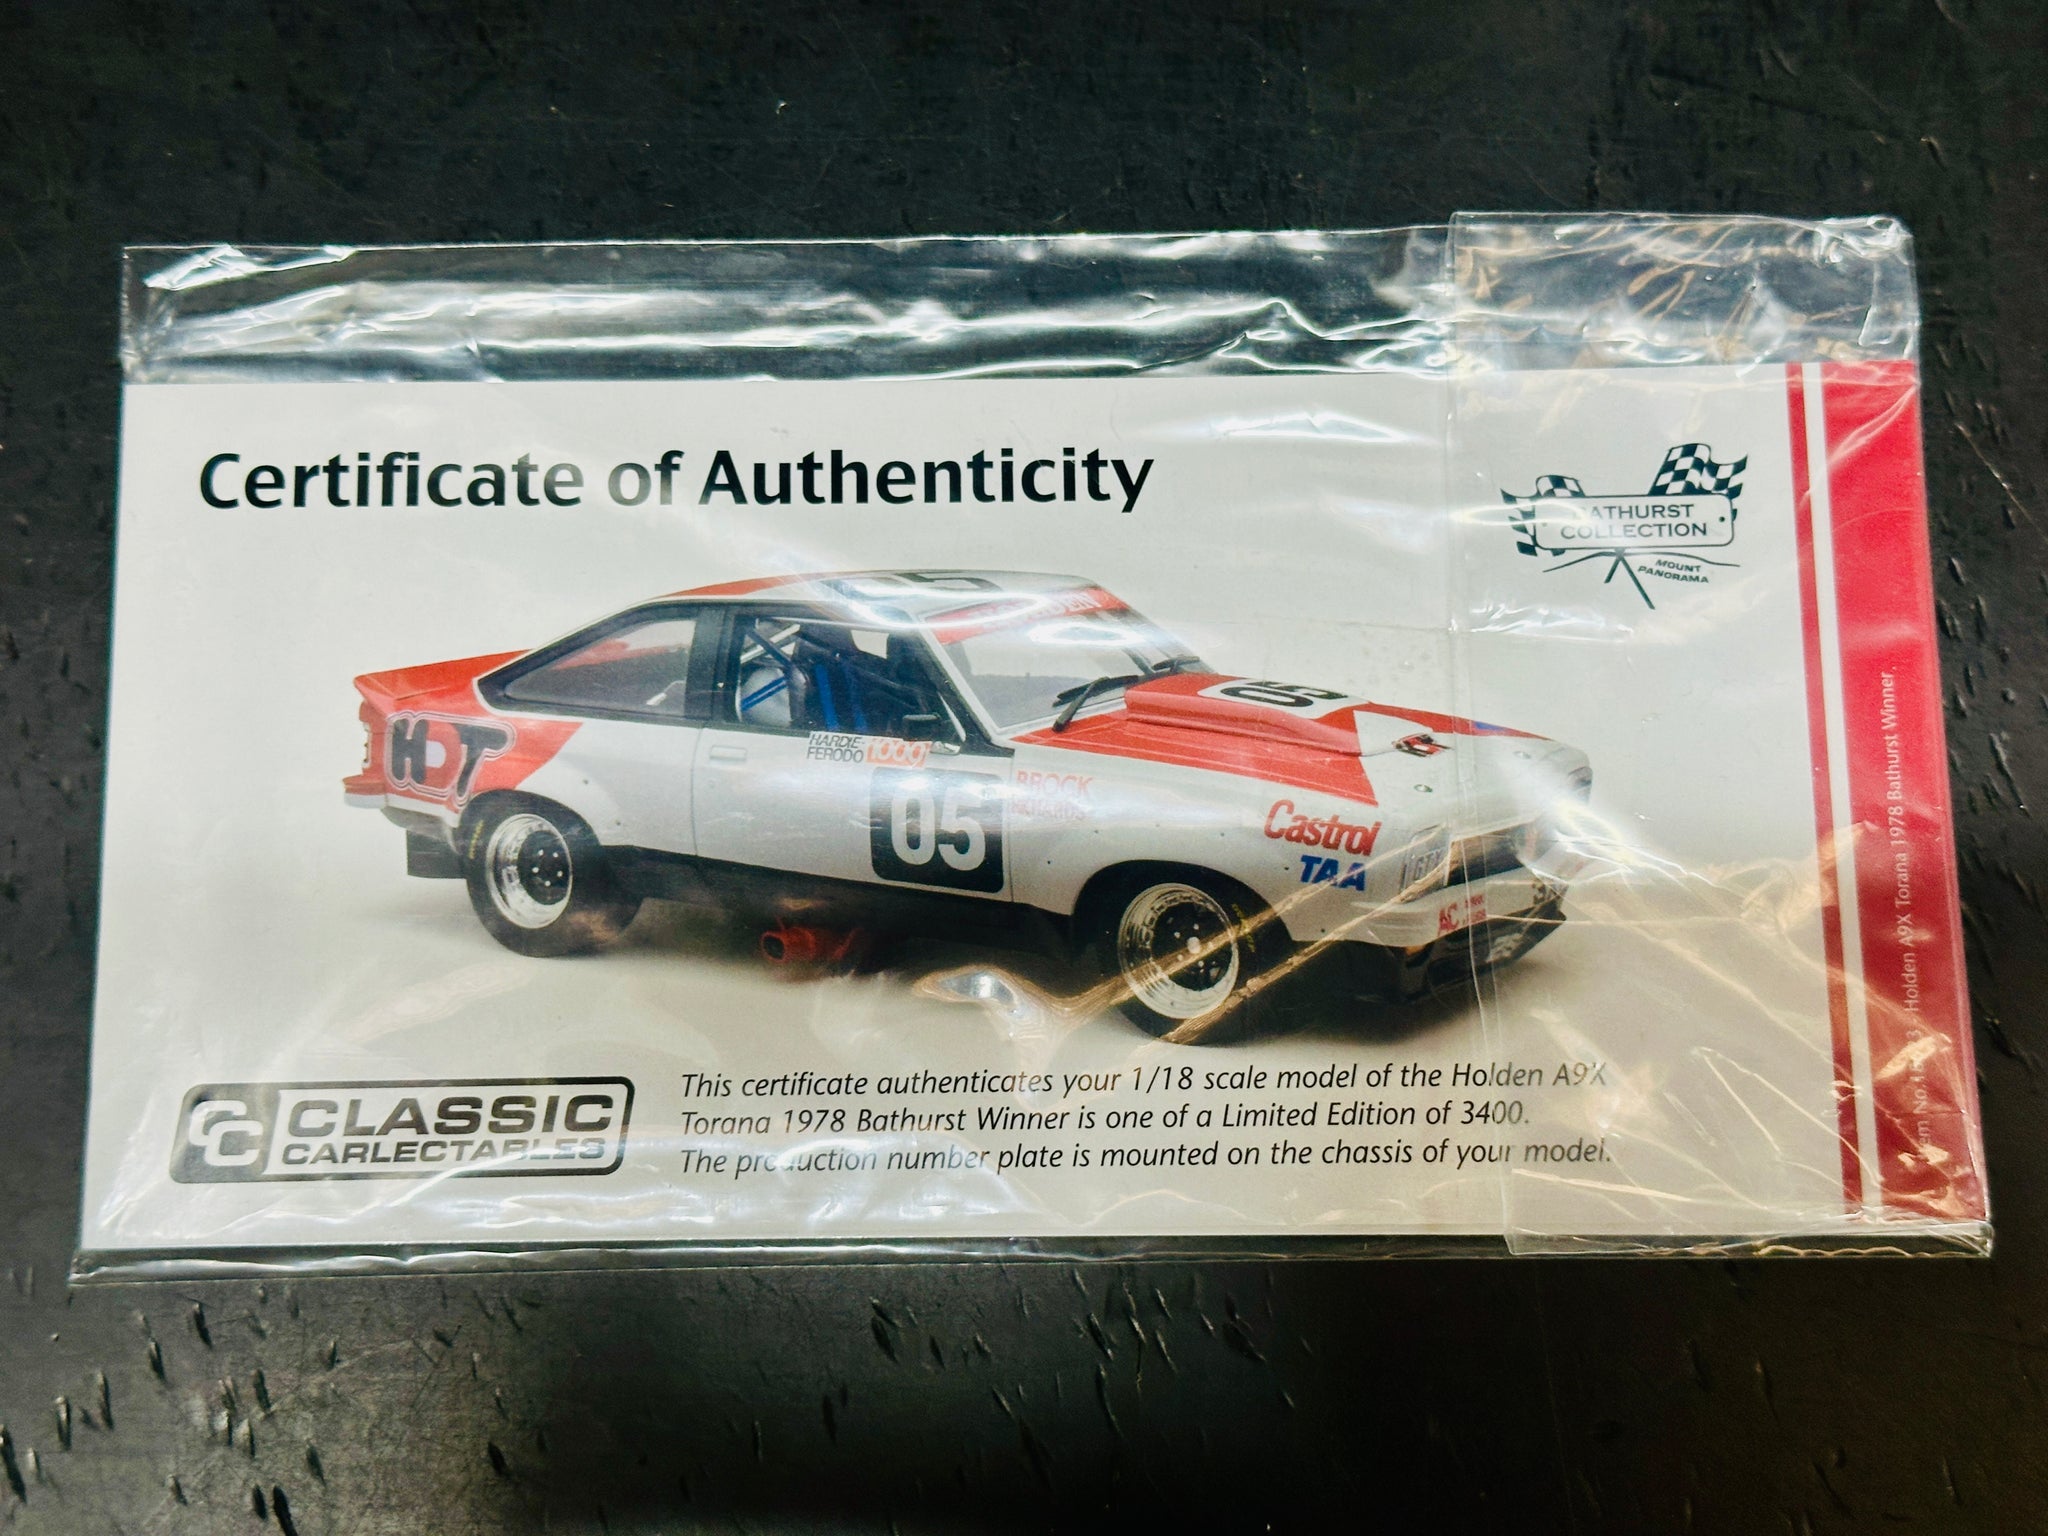 Certificate of Authenticity
BATHURST
COLLECTION
MOUNT
PANORAMA
05
05
HDT
HARDIE-
FERODO 1000
05
BROCK
RICHARDS
Castrol
TAA
GTX
CLASSIC
CARLECTABLES
This certificate authenticates your 1/18 scale model of the Holden A9X
Torana 1978 Bathurst Winner is one of a Limited Edition of 3400.
The production number plate is mounted on the chassis of your model.
Holden A9X Torana 1978 Bathurst Winner.